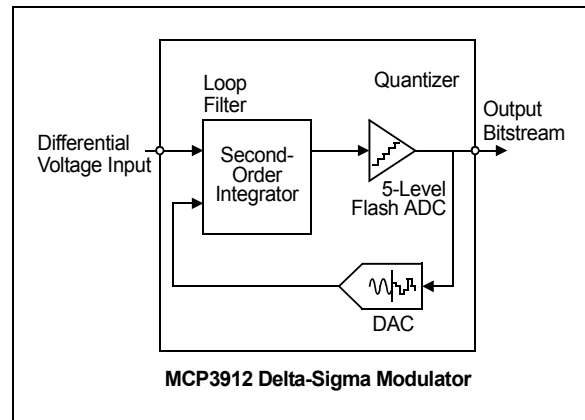 Loop
Filter
Quantizer
Differential
Voltage Input
Second-
Order
Integrator
Output
Bitstream
5-Level
Flash ADC
DAC
MCP3912 Delta-Sigma Modulator